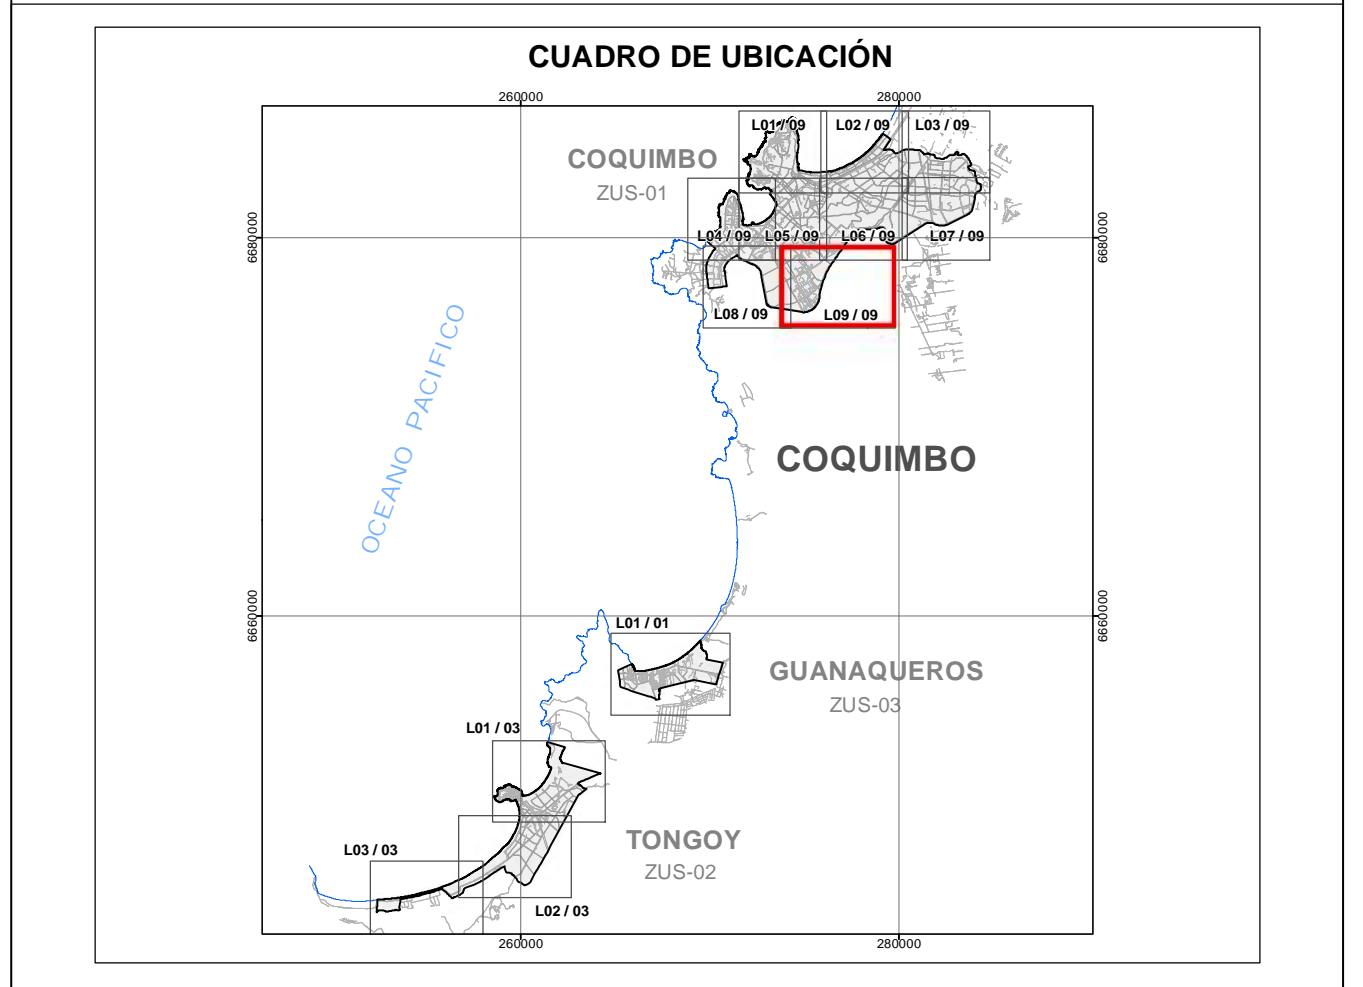 CUADRO DE UBICACIÓN
260000
280000
L01 / 09
L02 / 09
L03 / 09
COQUIMBO
ZUS-01
6680000
6680000
L04 / 09
L05 / 09
L06 / 09
L07 / 09
L08 / 09
L09 / 09
OCEANO PACIFICO
COQUIMBO
6660000
6660000
L01 / 01
GUANAQUEROS
ZUS-03
L01 / 03
TONGOY
ZUS-02
L03 / 03
L02 / 03
260000
280000